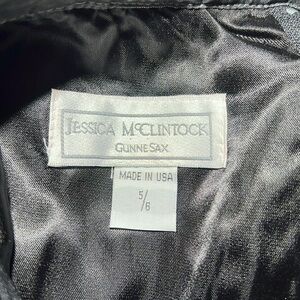 JESSICA MCCLINTOCK
GUNNE SAX
MADE IN USA
5/6